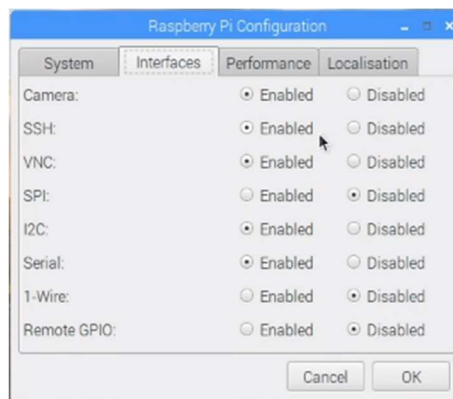 Raspberry Pi Configuration
System Interfaces Performance Localisation
Camera: Enabled Disabled
SSH: Enabled Disabled
VNC: Enabled Disabled
SPI: Enabled Disabled
I2C: Enabled Disabled
Serial: Enabled Disabled
1-Wire: Enabled Disabled
Remote GPIO: Enabled Disabled
Cancel OK